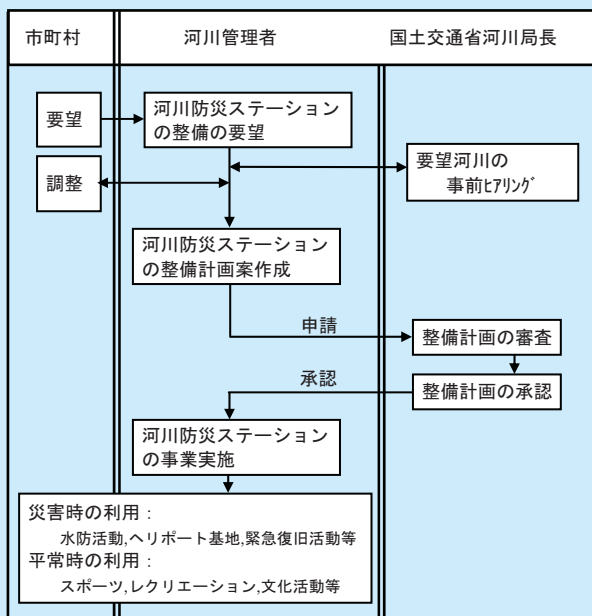 市町村
河川管理者
国土交通省河川局長
要望
河川防災ステーション
の整備の要望
調整
要望河川の
事前ﾋｱﾘﾝｸﾞ
河川防災ステーション
の整備計画案作成
申請
整備計画の審査
承認
整備計画の承認
河川防災ステーション
の事業実施
災害時の利用：
水防活動,ヘリポート基地,緊急復旧活動等
平常時の利用：
スポーツ,レクリエーション,文化活動等